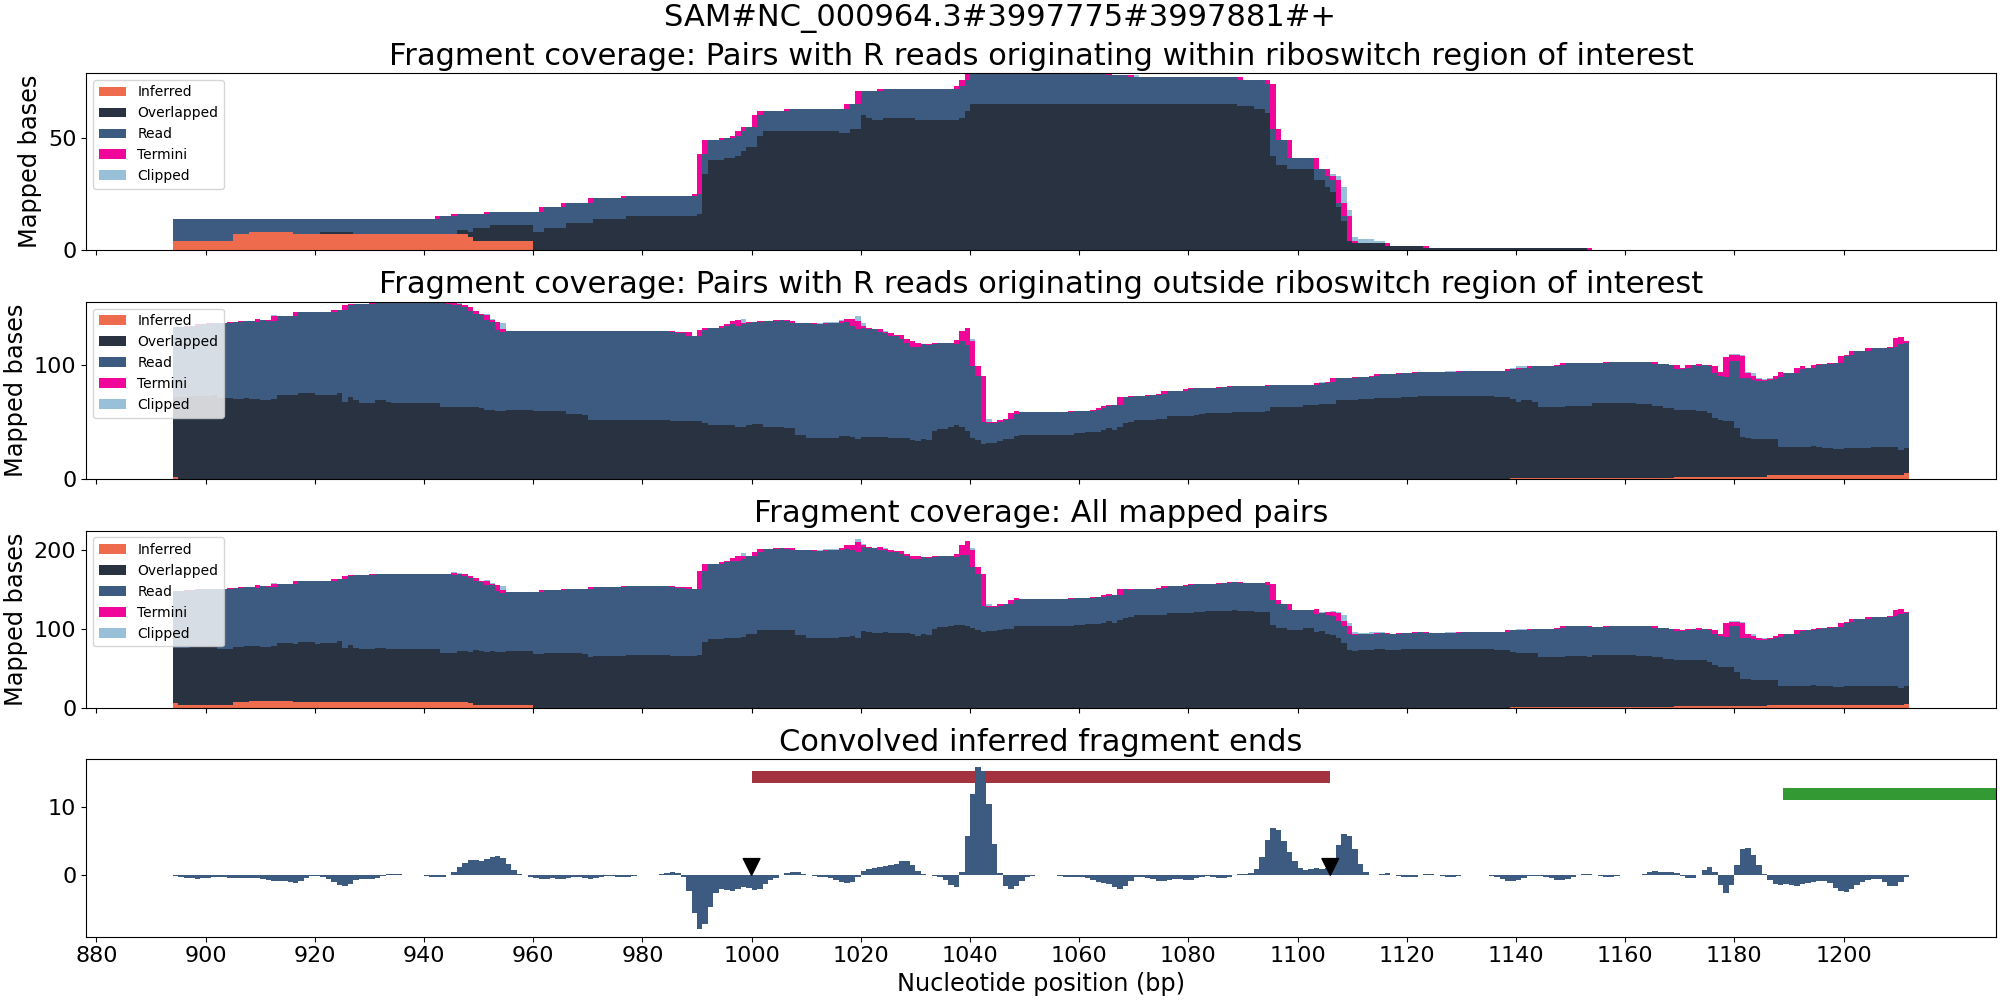 SAM#NC_000964.3#3997775#3997881#+
Fragment coverage: Pairs with R reads originating within riboswitch region of interest
Mapped bases
50
0
Inferred
Overlapped
Read
Termini
Clipped
Fragment coverage: Pairs with R reads originating outside riboswitch region of interest
Mapped bases
100
0
Inferred
Overlapped
Read
Termini
Clipped
Fragment coverage: All mapped pairs
Mapped bases
200
100
0
Inferred
Overlapped
Read
Termini
Clipped
Convolved inferred fragment ends
10
0
880 900 920 940 960 980 1000 1020 1040 1060 1080 1100 1120 1140 1160 1180 1200
Nucleotide position (bp)